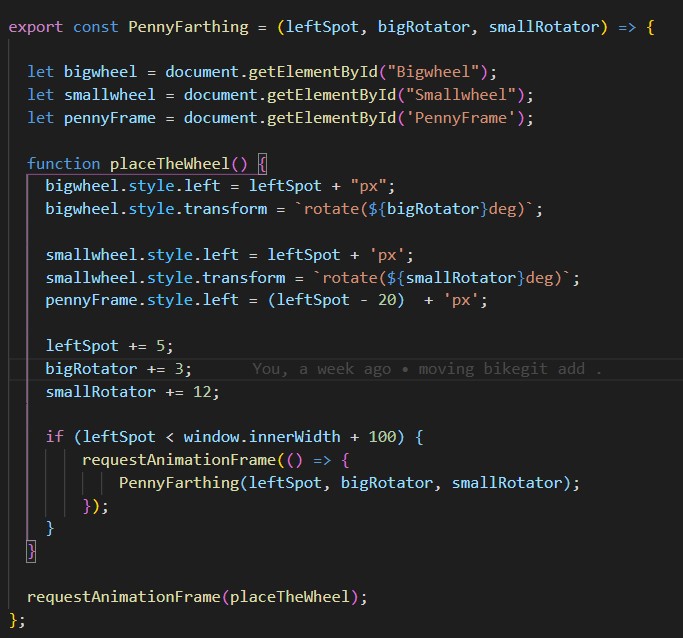 export const PennyFarthing = (leftSpot, bigRotator, smallRotator) => {
let bigwheel = document.getElementById("Bigwheel");
let smallwheel = document.getElementById("Smallwheel");
let pennyFrame = document.getElementById('PennyFrame');
function placeTheWheel() {
bigwheel.style.left = leftSpot + "px";
bigwheel.style.transform = `rotate(${bigRotator}deg)`;
smallwheel.style.left = leftSpot + 'px';
smallwheel.style.transform = `rotate(${smallRotator}deg)`;
pennyFrame.style.left = (leftSpot - 20)  + 'px';
leftSpot += 5;
bigRotator += 3; You, a week ago • moving bikegit add .
smallRotator += 12;
if (leftSpot < window.innerWidth + 100) {
requestAnimationFrame(() => {
PennyFarthing(leftSpot, bigRotator, smallRotator);
});
}
}
requestAnimationFrame(placeTheWheel);
};